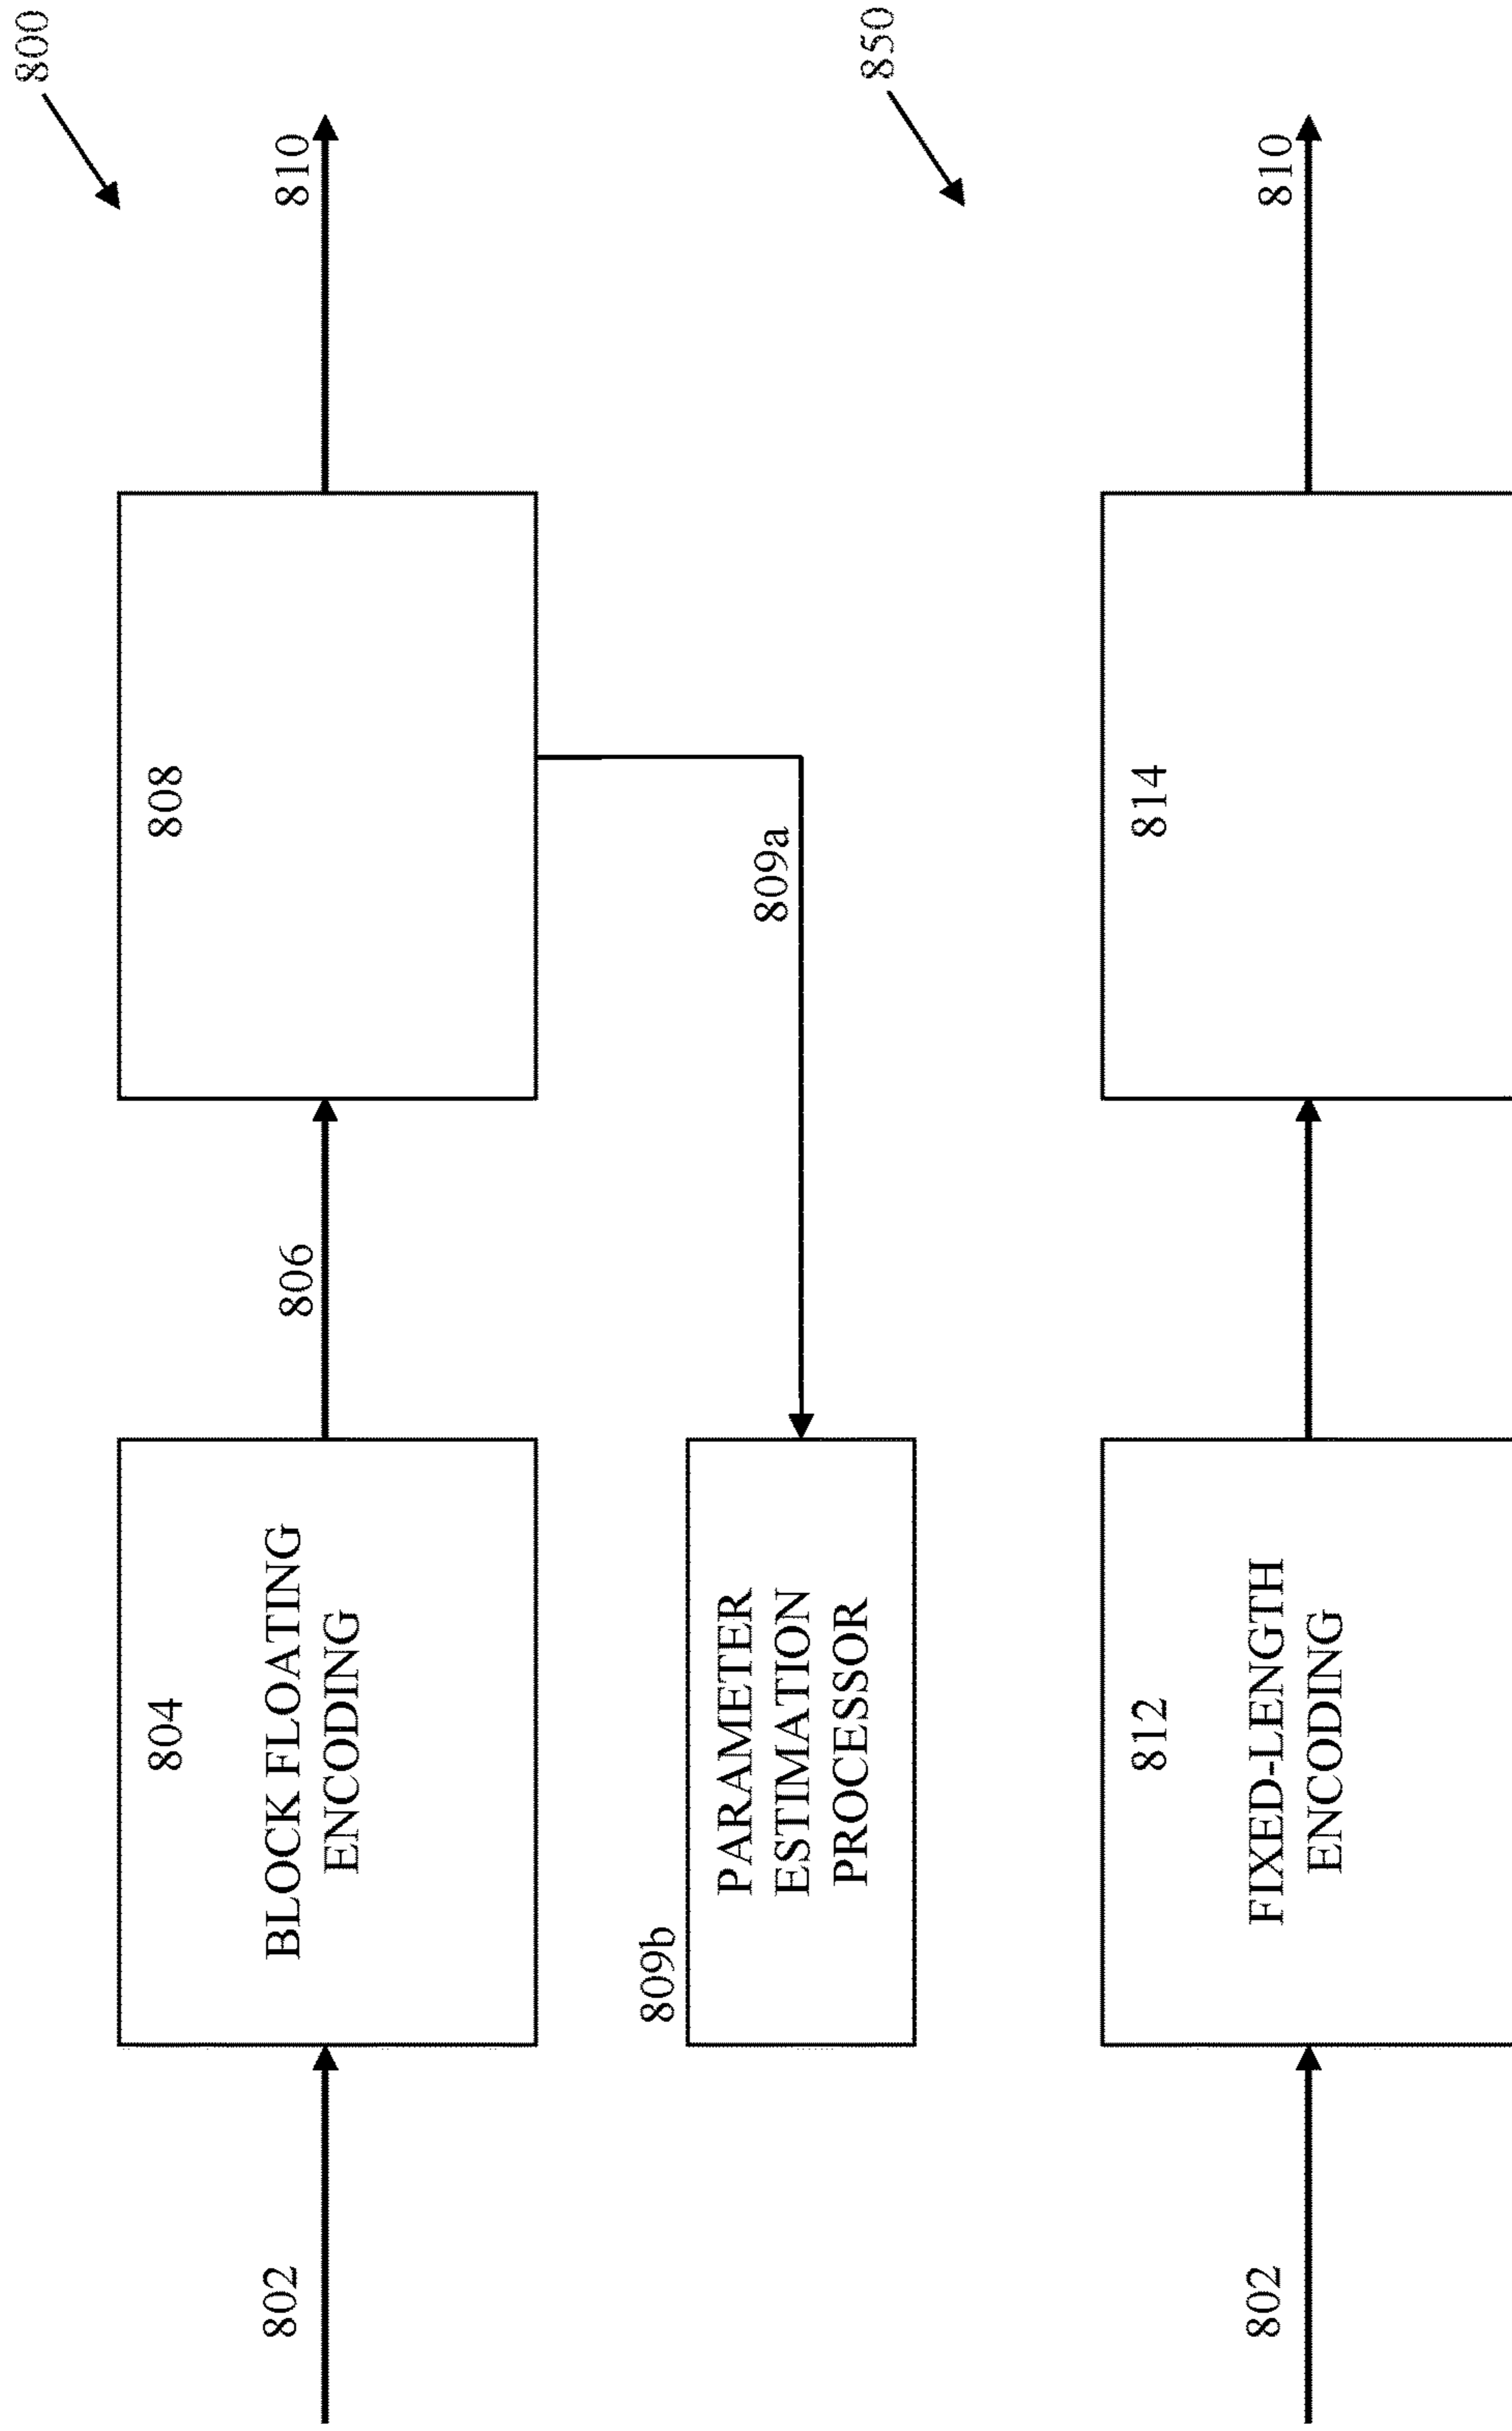 800
802
804
BLOCK FLOATING
ENCODING
806
808
810
809a
809b
PARAMETER
ESTIMATION
PROCESSOR
850
802
812
FIXED-LENGTH
ENCODING
814
810